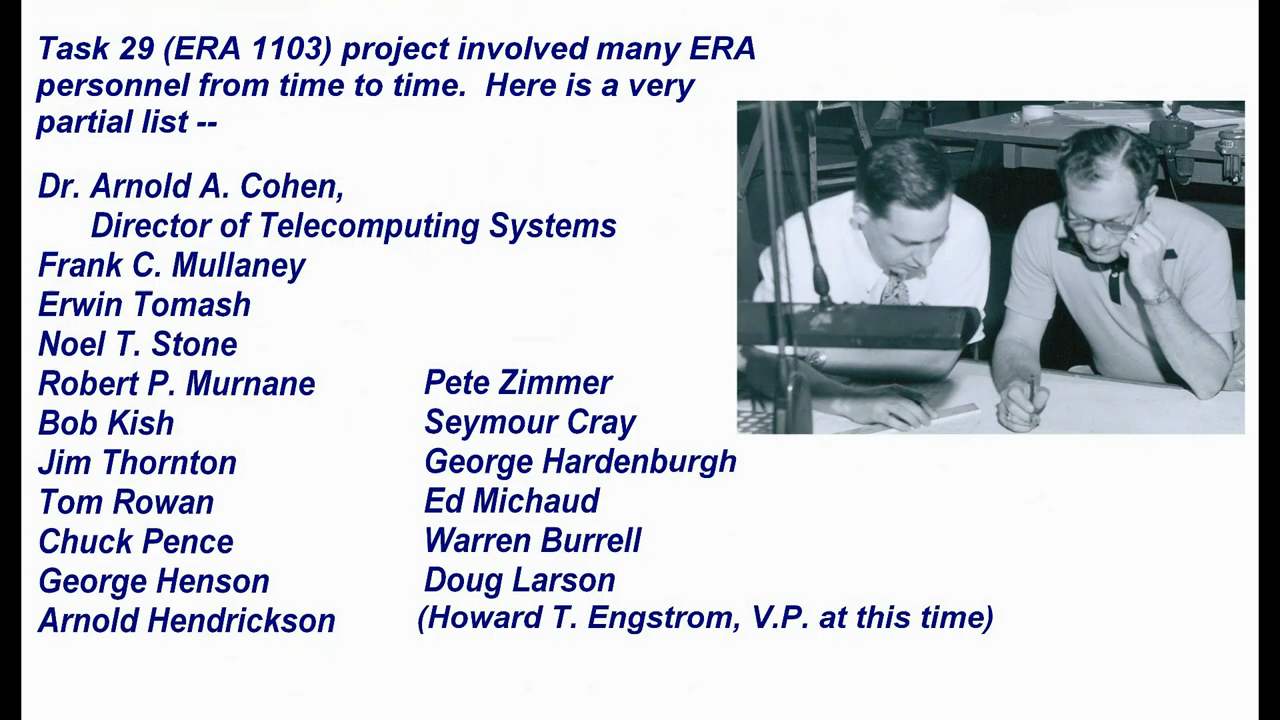 Task 29 (ERA 1103) project involved many ERA
personnel from time to time.  Here is a very
partial list --
Dr. Arnold A. Cohen,
Director of Telecomputing Systems
Frank C. Mullaney
Erwin Tomash
Noel T. Stone
Robert P. Murnane
Bob Kish
Jim Thornton
Tom Rowan
Chuck Pence
George Henson
Arnold Hendrickson
Pete Zimmer
Seymour Cray
George Hardenburgh
Ed Michaud
Warren Burrell
Doug Larson
(Howard T. Engstrom, V.P. at this time)